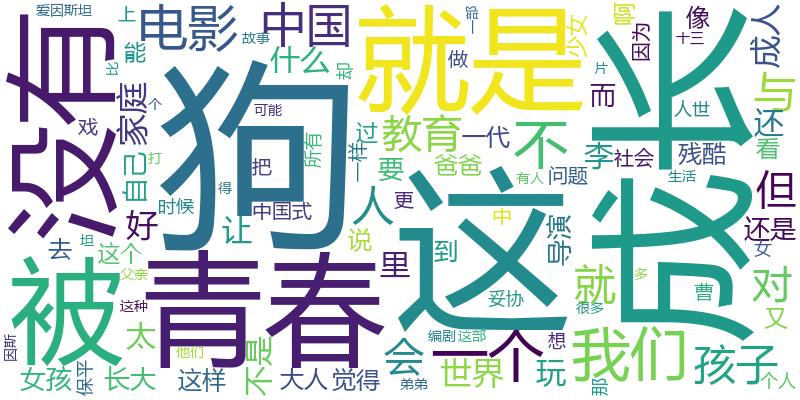 爱因斯坦
上
电影
故事
中国
就是
一部
少女
啊
像
因为
十三
成人
没有
能
比
个
家庭
戏
什么
却
做
狗
可能
所有
一样
过
教育
一代
不
而
片
成长
人世
与
还
看
自己
打
把
得
时候
中国式
要
爸爸
李
社会
残酷
问题
有人
生活
但
好
让
人
更
说
这
中
导演
还是
去
坦
这个
里
到
妥协
就
多
曹
女
对
被
父亲
青春
这种
很多
又
因斯
太
他们
会
编剧
这部
一个
想
我们
孩子
女孩
保平
长大
这样
不是
大人
觉得
弟弟
世界
玩
那
个人